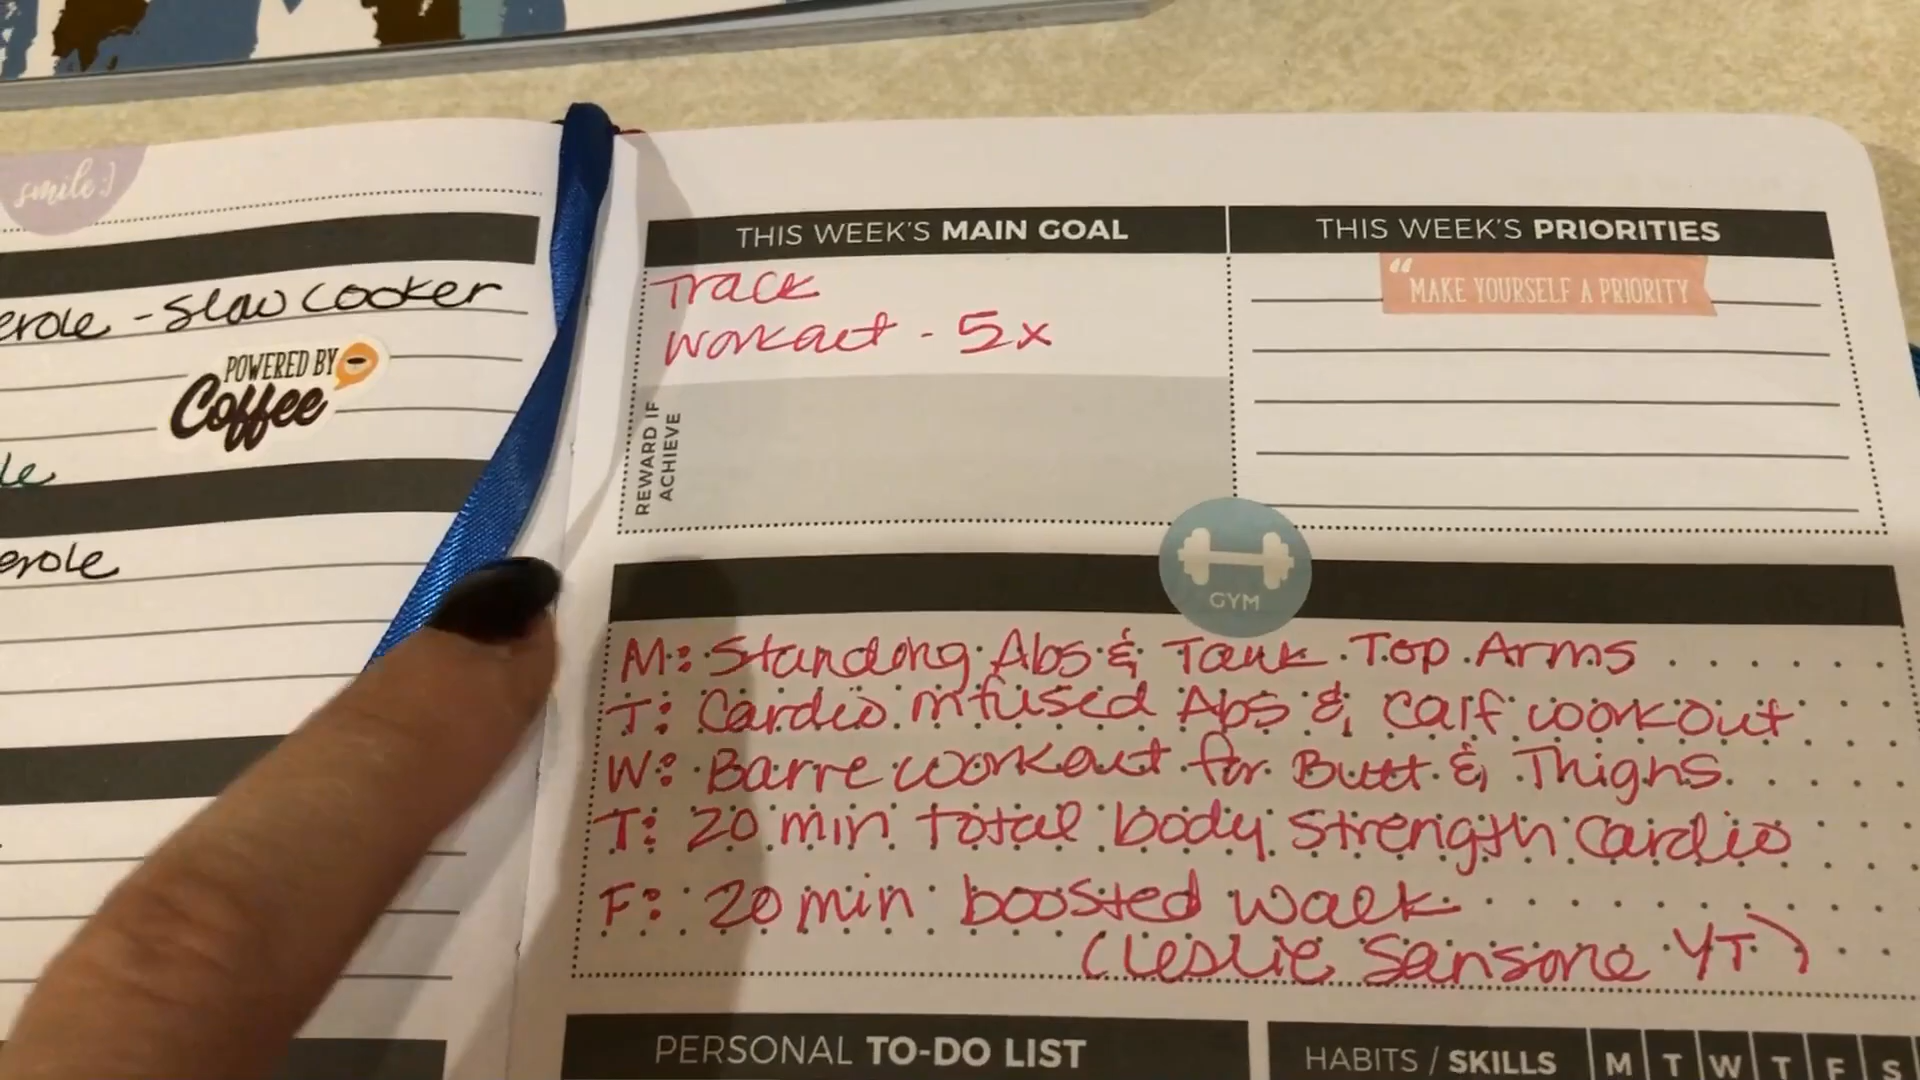 smile :)
erole - slow cooker
POWERED BY
Coffee
le
erole
THIS WEEK'S MAIN GOAL
Track
workout - 5x
REWARD IF
ACHIEVE
THIS WEEK'S PRIORITIES
“MAKE YOURSELF A PRIORITY
GYM
M: Standing Abs & Tank Top Arms
T: Cardio infused Abs & Calf workout
W: Barre workout for Butt & Thighs
T: 20 min total body strength Cardio
F: 20 min boosted walk
(Leslie Sansone YT)
PERSONAL TO-DO LIST
HABITS / SKILLS M T W T F S